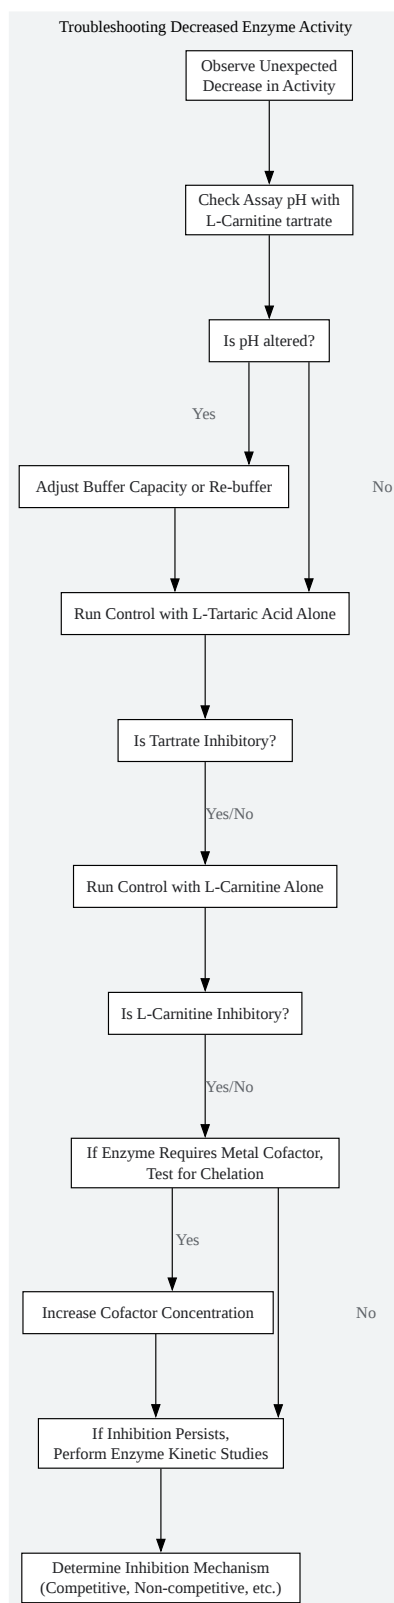 Troubleshooting Decreased Enzyme Activity
Observe Unexpected
Decrease in Activity
Check Assay pH with
L-Carnitine tartrate
Is pH altered?
Yes
Adjust Buffer Capacity or Re-buffer
No
Run Control with L-Tartaric Acid Alone
Is Tartrate Inhibitory?
Yes/No
Run Control with L-Carnitine Alone
Is L-Carnitine Inhibitory?
Yes/No
If Enzyme Requires Metal Cofactor,
Test for Chelation
Yes
Increase Cofactor Concentration
No
If Inhibition Persists,
Perform Enzyme Kinetic Studies
Determine Inhibition Mechanism
(Competitive, Non-competitive, etc.)